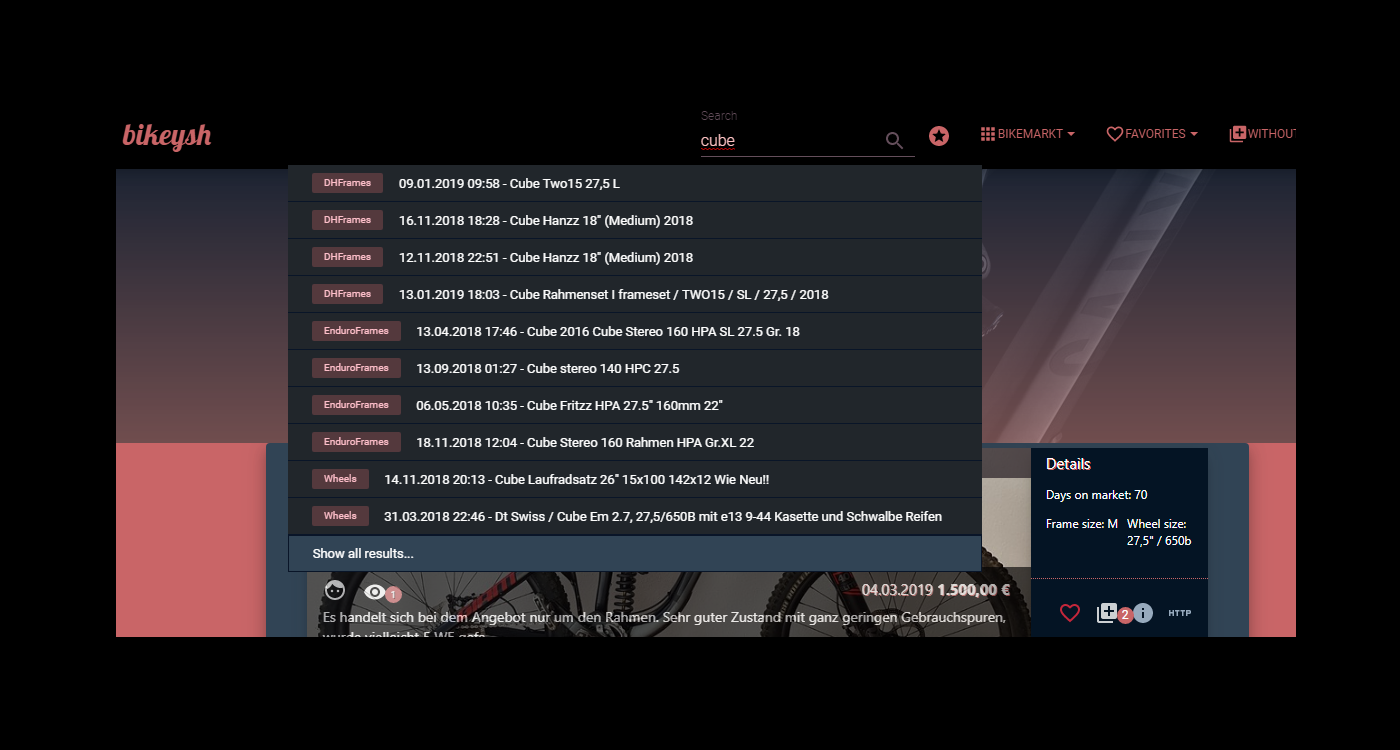 bikeysh
Search
cube
BIKEMARKT
FAVORITES
WITHOUT
DHFrames 09.01.2019 09:58 - Cube Two15 27,5 L
DHFrames 16.11.2018 18:28 - Cube Hanzz 18" (Medium) 2018
DHFrames 12.11.2018 22:51 - Cube Hanzz 18" (Medium) 2018
DHFrames 13.01.2019 18:03 - Cube Rahmenset I frameset / TWO15 / SL / 27,5 / 2018
EnduroFrames 13.04.2018 17:46 - Cube 2016 Cube Stereo 160 HPA SL 27.5 Gr. 18
EnduroFrames 13.09.2018 01:27 - Cube stereo 140 HPC 27.5
EnduroFrames 06.05.2018 10:35 - Cube Fritzz HPA 27.5" 160mm 22"
EnduroFrames 18.11.2018 12:04 - Cube Stereo 160 Rahmen HPA Gr.XL 22
Wheels 14.11.2018 20:13 - Cube Laufradsatz 26" 15x100 142x12 Wie Neu!!
Wheels 31.03.2018 22:46 - Dt Swiss / Cube Em 2.7, 27,5/650B mit e13 9-44 Kasette und Schwalbe Reifen
Show all results...
Details
Days on market: 70
Frame size: M
Wheel size:
27,5" / 650b
1
04.03.2019 1.500,00 €
2
HTTP
Es handelt sich bei dem Angebot nur um den Rahmen. Sehr guter Zustand mit ganz geringen Gebrauchspuren,